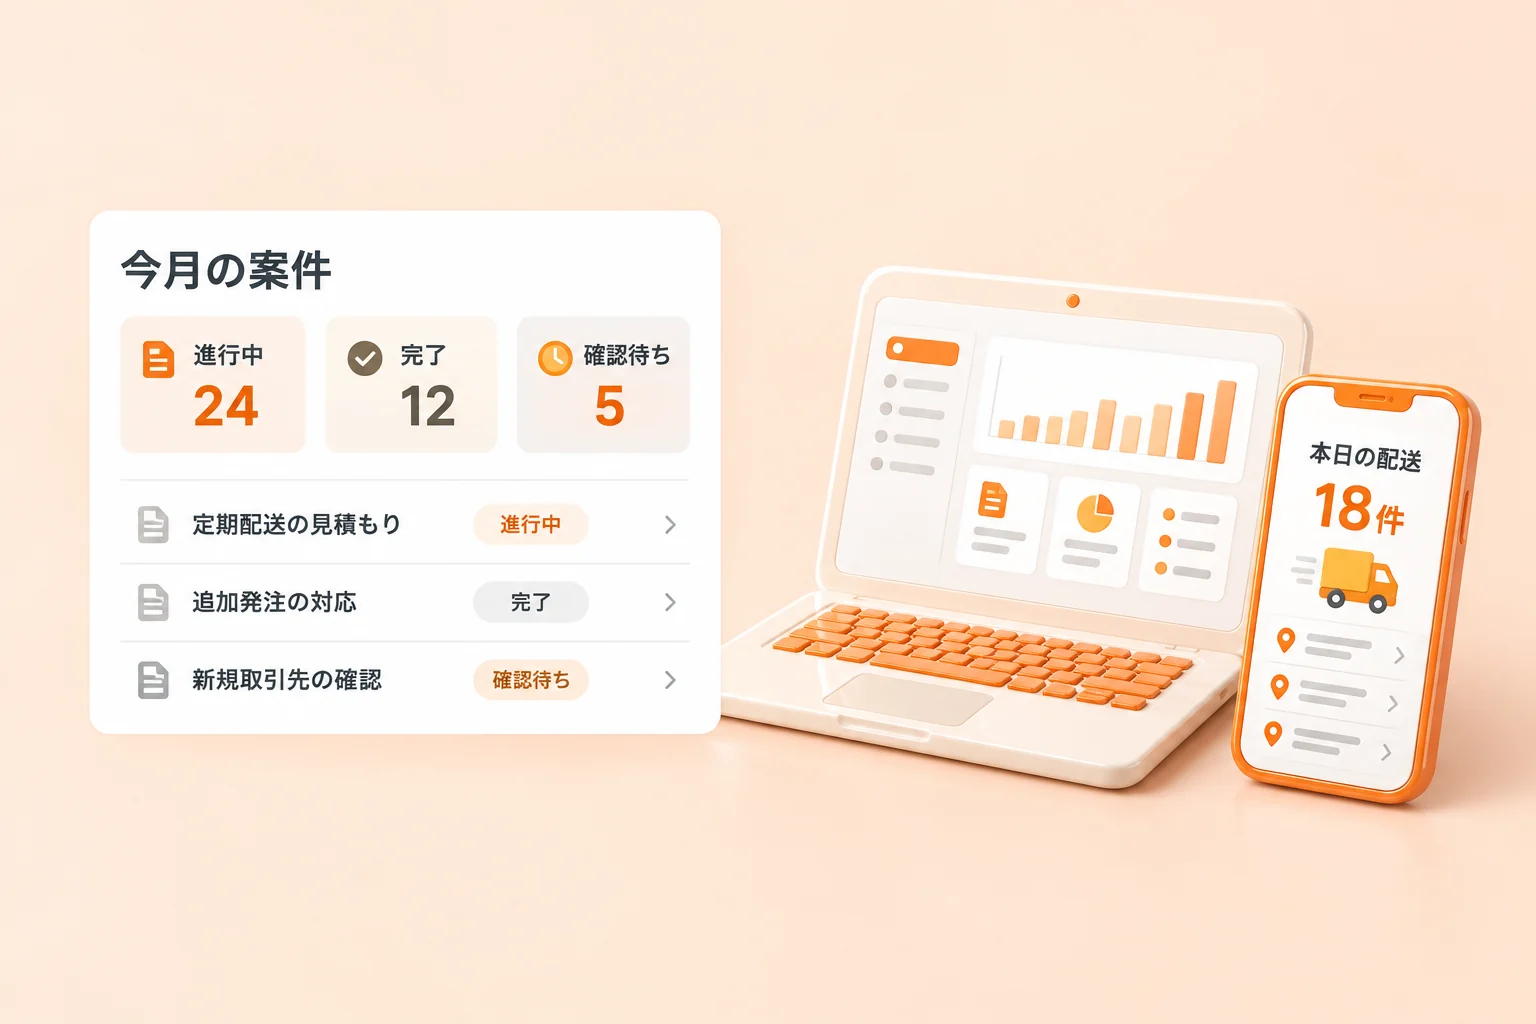 今月の案件
進行中
24
完了
12
確認待ち
5
定期配送の見積もり 進行中
追加発注の対応 完了
新規取引先の確認 確認待ち
本日の配送
18件